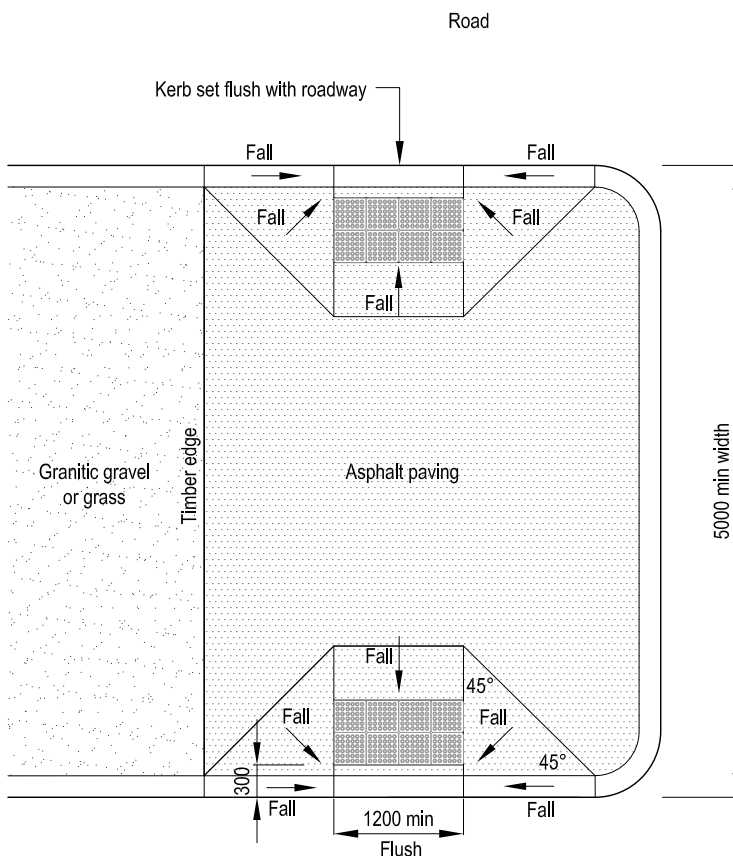 Road
Kerb set flush with roadway
Fall
Fall
Fall
Fall
Fall
Granitic gravel
or grass
Timber edge
Asphalt paving
5000 min width
Fall
45°
Fall
Fall
45°
300
Fall
1200 min
Fall
Flush